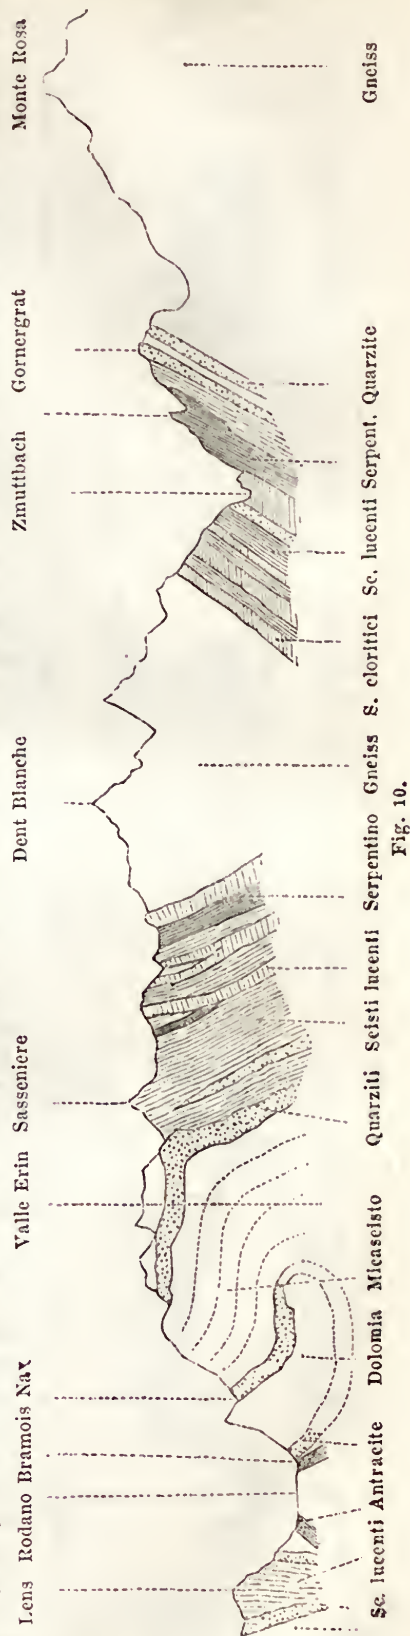 Lens Rodano Bramois Nax Valle Erin Sasseniere Dent Blanche Zmuttbach Gornergrat Monte Rosa
Sc. lucenti Antracite Dolomia Micascisto Quarziti Scisti lucenti Serpentino Gneiss S. cloritici Sc. lucenti Serpent. Quarzite Gneiss
Fig. 10.